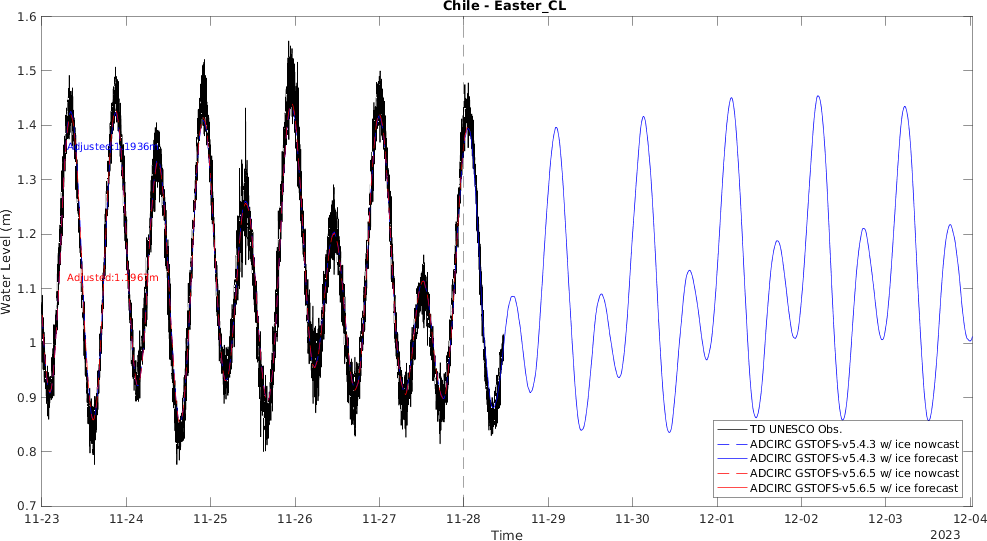 Chile - Easter_CL
1.6
1.5
1.4
1.3
1.2
1.1
1
0.9
0.8
0.7
Water Level (m)
Adjusted:1.1936m
Adjusted:1.1967m
TD UNESCO Obs.
ADCIRC GSTOFS-v5.4.3 w/ ice nowcast
ADCIRC GSTOFS-v5.4.3 w/ ice forecast
ADCIRC GSTOFS-v5.6.5 w/ ice nowcast
ADCIRC GSTOFS-v5.6.5 w/ ice forecast
11-23 11-24 11-25 11-26 11-27 11-28 11-29 11-30 12-01 12-02 12-03 12-04
Time
2023